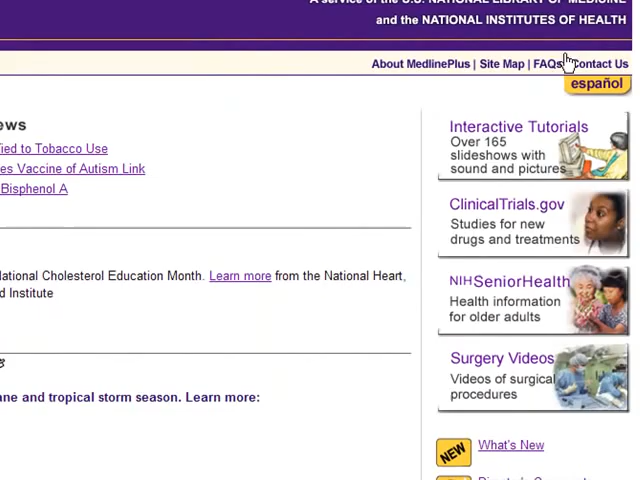 A service of the U.S. NATIONAL LIBRARY OF MEDICINE
and the NATIONAL INSTITUTES OF HEALTH
About MedlinePlus | Site Map | FAQs Contact Us
español
ews
ied to Tobacco Use
es Vaccine of Autism Link
Bisphenol A
ational Cholesterol Education Month. Learn more from the National Heart,
d Institute
ane and tropical storm season. Learn more:
Interactive Tutorials
Over 165
slideshows with
sound and pictures
ClinicalTrials.gov
Studies for new
drugs and treatments
NIHSeniorHealth
Health information
for older adults
Surgery Videos
Videos of surgical
procedures
NEW
What's New